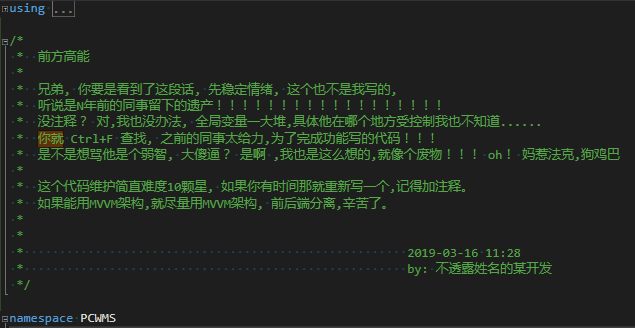 using ...
/*
* 前方高能
*
* 兄弟, 你要是看到了这段话, 先稳定情绪, 这个也不是我写的,
* 听说是N年前的同事留下的遗产！！！！！！！！！！！！！！！！！！！！！
* 没注释? 对,我也没办法, 全局变量一大堆,具体他在哪个地方受控制我也不知道......
* 你就 Ctrl+F 查找, 之前的同事太给力,为了完成功能写的代码！！！
* 是不是想骂他是个弱智, 大傻逼? 是啊 ,我也是这么想的,就像个废物！！！ oh！ 妈惹法克,狗鸡巴
*
* 这个代码维护简直难度10颗星, 如果你有时间那就重新写一个,记得加注释。
* 如果能用MVVM架构,就尽量用MVVM架构, 前后端分离,辛苦了。
*
*
* 2019-03-16 11:28
* by: 不透露姓名的某开发
*/
namespace PCWMS